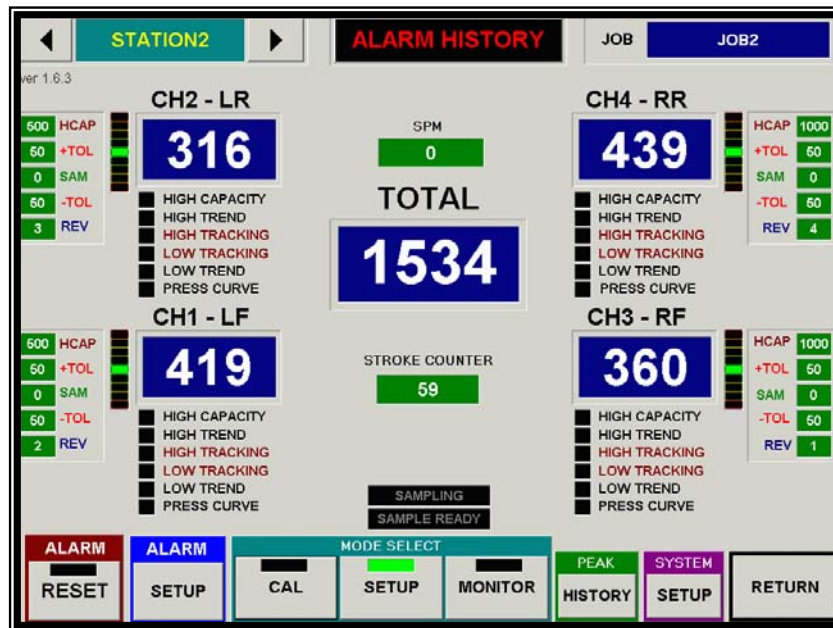 STATION2
ALARM HISTORY
JOB JOB2
ver 1.6.3
CH2 - LR
500 HCAP
50 +TOL
0 SAM
50 -TOL
3 REV
316
HIGH CAPACITY
HIGH TREND
HIGH TRACKING
LOW TRACKING
LOW TREND
PRESS CURVE
SPM
0
TOTAL
1534
CH4 - RR
439
HCAP 1000
+TOL 50
SAM 0
-TOL 50
REV 4
HIGH CAPACITY
HIGH TREND
HIGH TRACKING
LOW TRACKING
LOW TREND
PRESS CURVE
CH1 - LF
500 HCAP
50 +TOL
0 SAM
50 -TOL
2 REV
419
HIGH CAPACITY
HIGH TREND
HIGH TRACKING
LOW TRACKING
LOW TREND
PRESS CURVE
STROKE COUNTER
59
CH3 - RF
360
HCAP 1000
+TOL 50
SAM 0
-TOL 50
REV 1
HIGH CAPACITY
HIGH TREND
HIGH TRACKING
LOW TRACKING
LOW TREND
PRESS CURVE
SAMPLING
SAMPLE READY
ALARM
RESET
ALARM
SETUP
MODE SELECT
CAL
SETUP
MONITOR
PEAK
HISTORY
SYSTEM
SETUP
RETURN